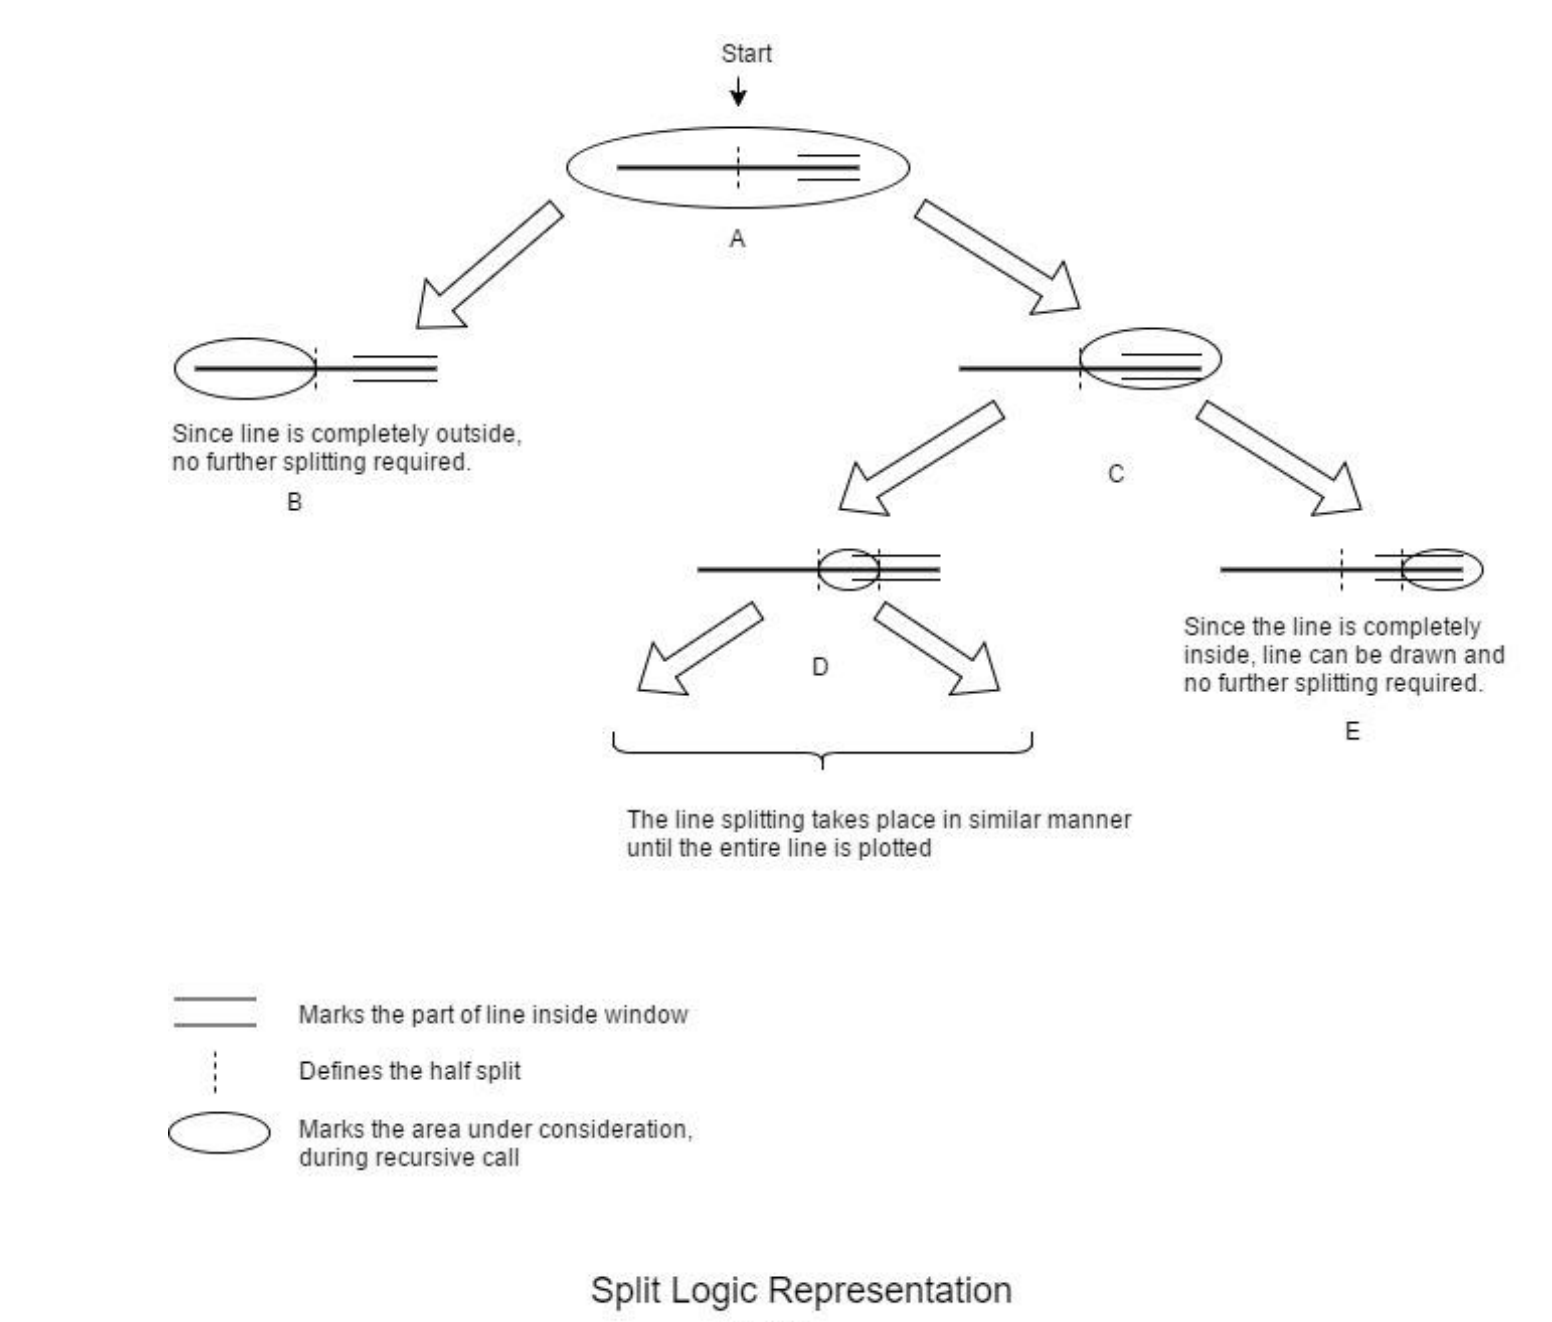 Start
A
Since line is completely outside,
no further splitting required.
B
C
D
Since the line is completely
inside, line can be drawn and
no further splitting required.
E
The line splitting takes place in similar manner
until the entire line is plotted
Marks the part of line inside window
Defines the half split
Marks the area under consideration,
during recursive call
Split Logic Representation